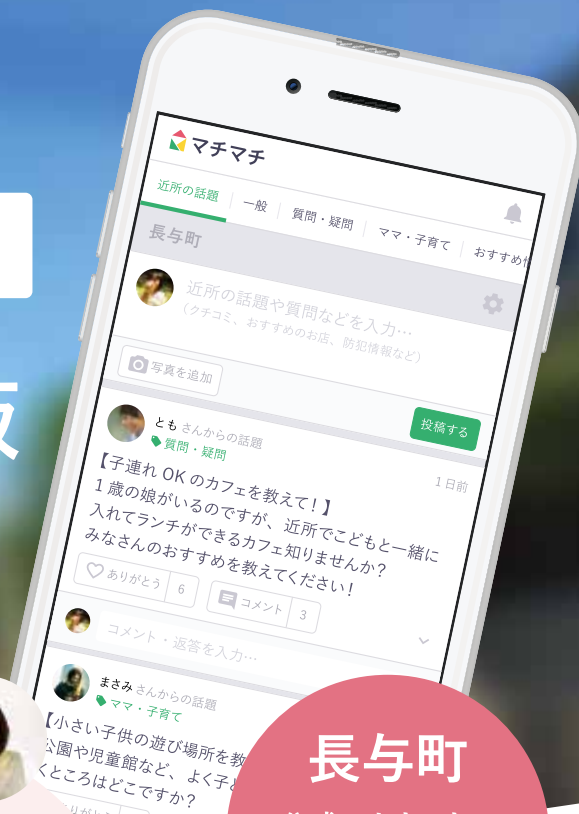 マチマチ
近所の話題
一般
質問・疑問
ママ・子育て
おすすめ
長与町
近所の話題や質問などを入力…
(クチコミ、おすすめのお店、防犯情報など)
写真を追加
投稿する
とも さんからの話題
質問・疑問
1日前
【子連れ OK のカフェを教えて!】
1歳の娘がいるのですが、近所でこどもと一緒に
入れてランチができるカフェ知りませんか?
みなさんのおすすめを教えてください!
ありがとう 6
コメント 3
コメント・返答を入力…
まさみ さんからの話題
ママ・子育て
【小さい子供の遊び場所を教
公園や児童館など、よく子
くところはどこですか?
長与町